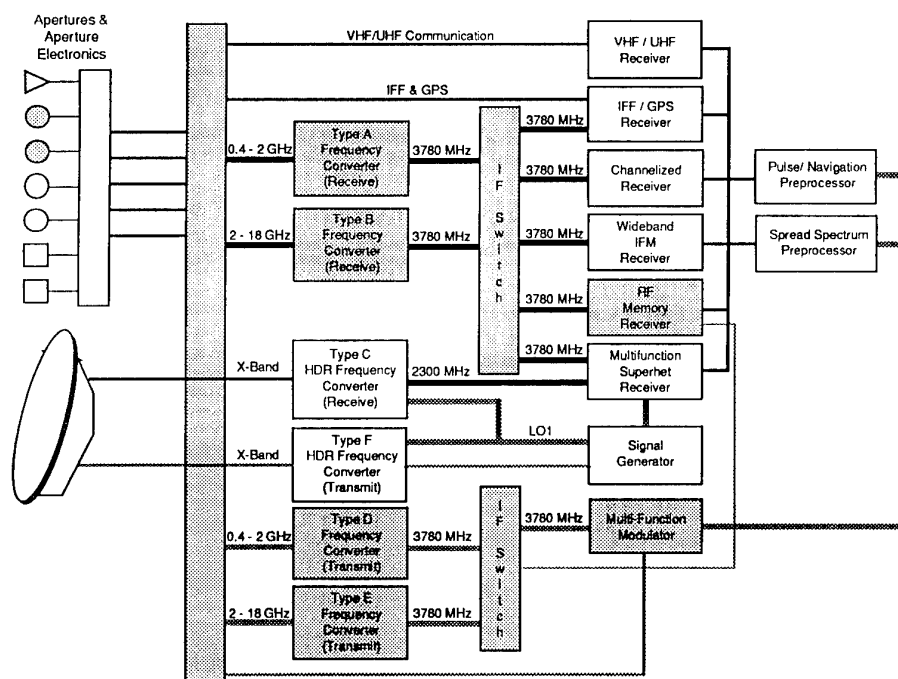 Apertures &
Aperture
Electronics
VHF/UHF Communication
VHF / UHF
Receiver
IFF & GPS
IFF / GPS
Receiver
0.4 - 2 GHz
Type A
Frequency
Converter
(Receive)
3780 MHz
IF Switch
3780 MHz
3780 MHz
Channelized
Receiver
Pulse/ Navigation
Preprocessor
2 - 18 GHz
Type B
Frequency
Converter
(Receive)
3780 MHz
3780 MHz
Wideband
IFM
Receiver
Spread Spectrum
Preprocessor
3780 MHz
RF
Memory
Receiver
X-Band
Type C
HDR Frequency
Converter
(Receive)
2300 MHz
3780 MHz
Multifunction
Superhet
Receiver
X-Band
Type F
HDR Frequency
Converter
(Transmit)
LO1
Signal
Generator
0.4 - 2 GHz
Type D
Frequency
Converter
(Transmit)
3780 MHz
IF Switch
3780 MHz
Multi-Function
Modulator
2 - 18 GHz
Type E
Frequency
Converter
(Transmit)
3780 MHz